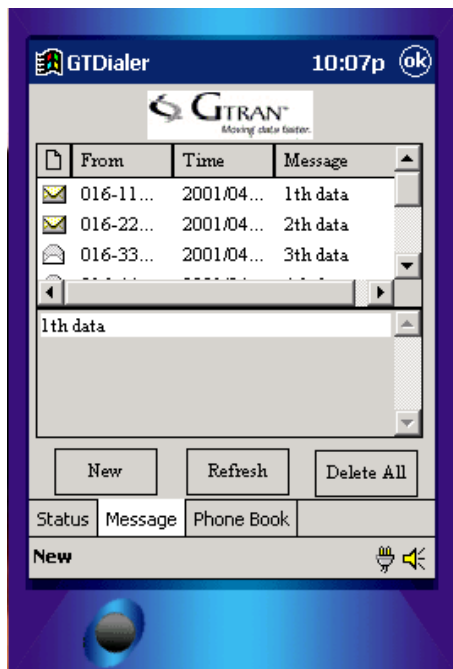 GTDialer 10:07p ok
GTRAN™
Moving data faster.
From Time Message
016-11... 2001/04... 1th data
016-22... 2001/04... 2th data
016-33... 2001/04... 3th data
1th data
New Refresh Delete All
Status Message Phone Book
New